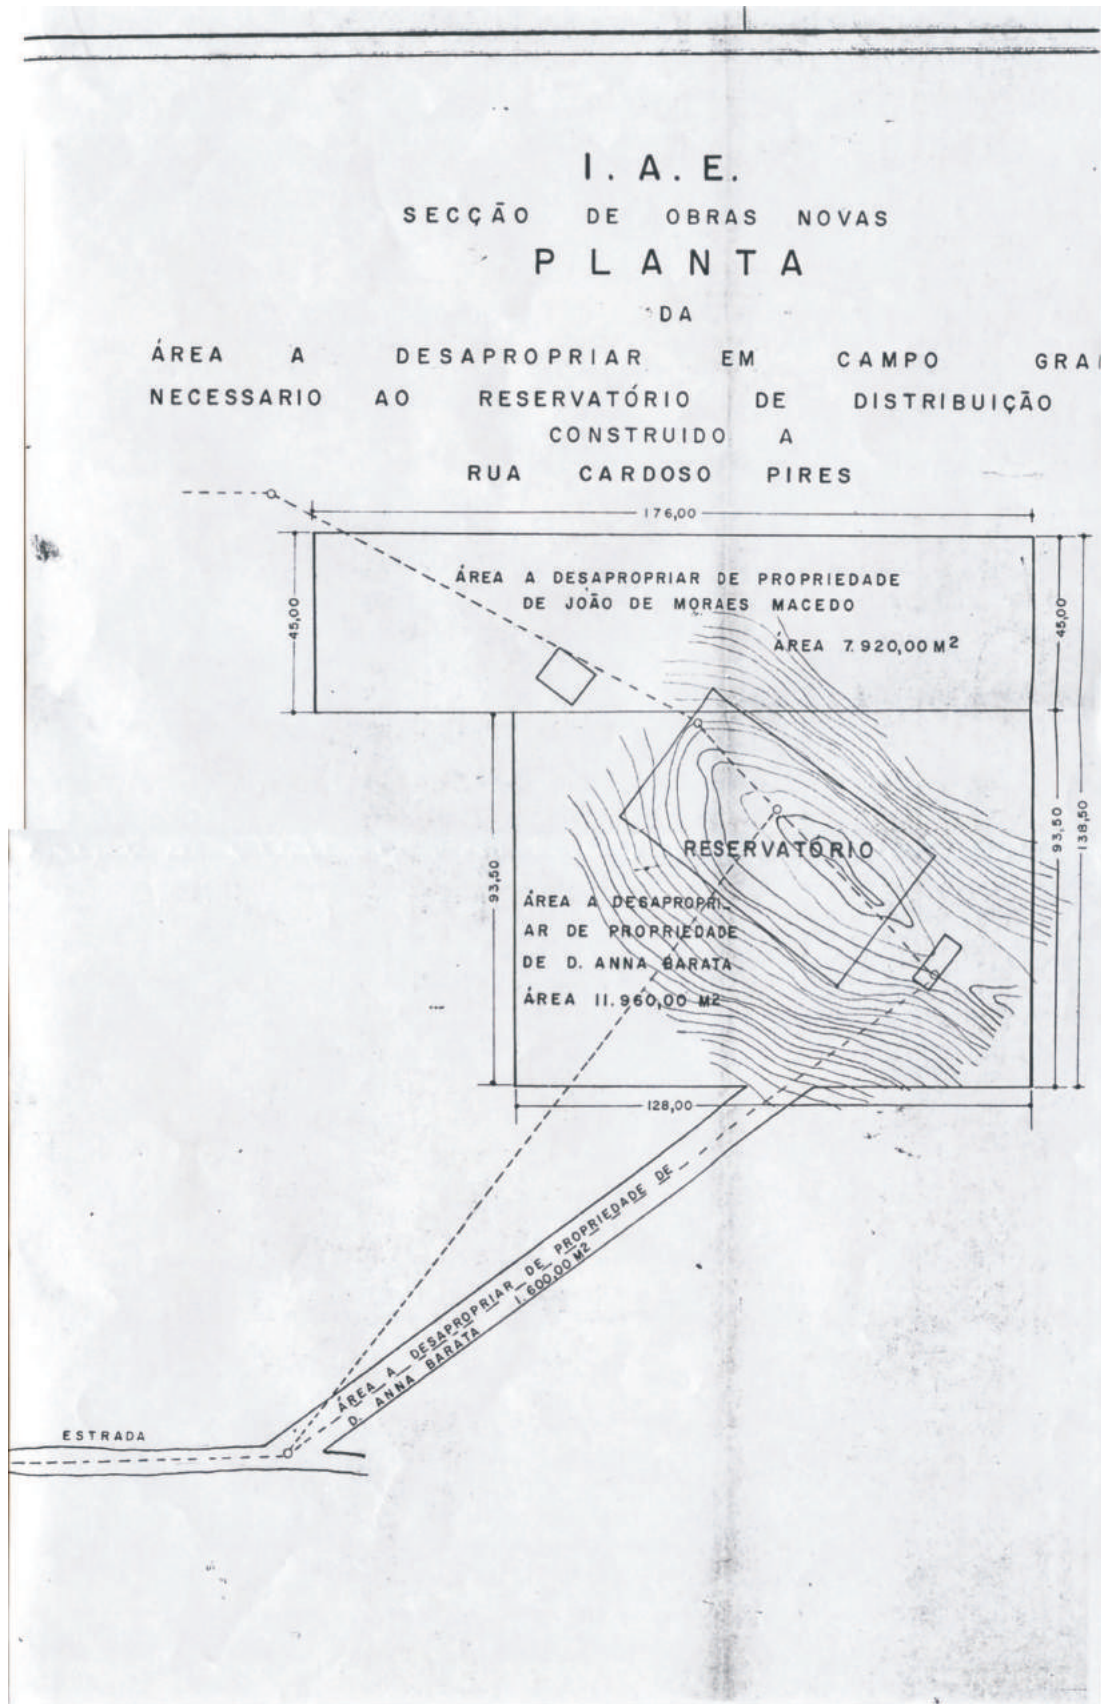 I. A. E.
SECÇÃO DE OBRAS NOVAS
PLANTA
DA
ÁREA A DESAPROPRIAR EM CAMPO GRA
NECESSARIO AO RESERVATÓRIO DE DISTRIBUIÇÃO
CONSTRUIDO A
RUA CARDOSO PIRES
176,00
ÁREA A DESAPROPRIAR DE PROPRIEDADE
DE JOÃO DE MORAES MACEDO
ÁREA 7.920,00 M²
45,00
45,00
93,50
93,50
138,50
RESERVATÓRIO
ÁREA A DESAPROPRI_
AR DE PROPRIEDADE
DE D. ANNA BARATA
ÁREA 11.960,00 M²
128,00
ÁREA A DESAPROPRIAR DE PROPRIEDADE DE
D. ANNA BARATA 1.600,00 M²
ESTRADA